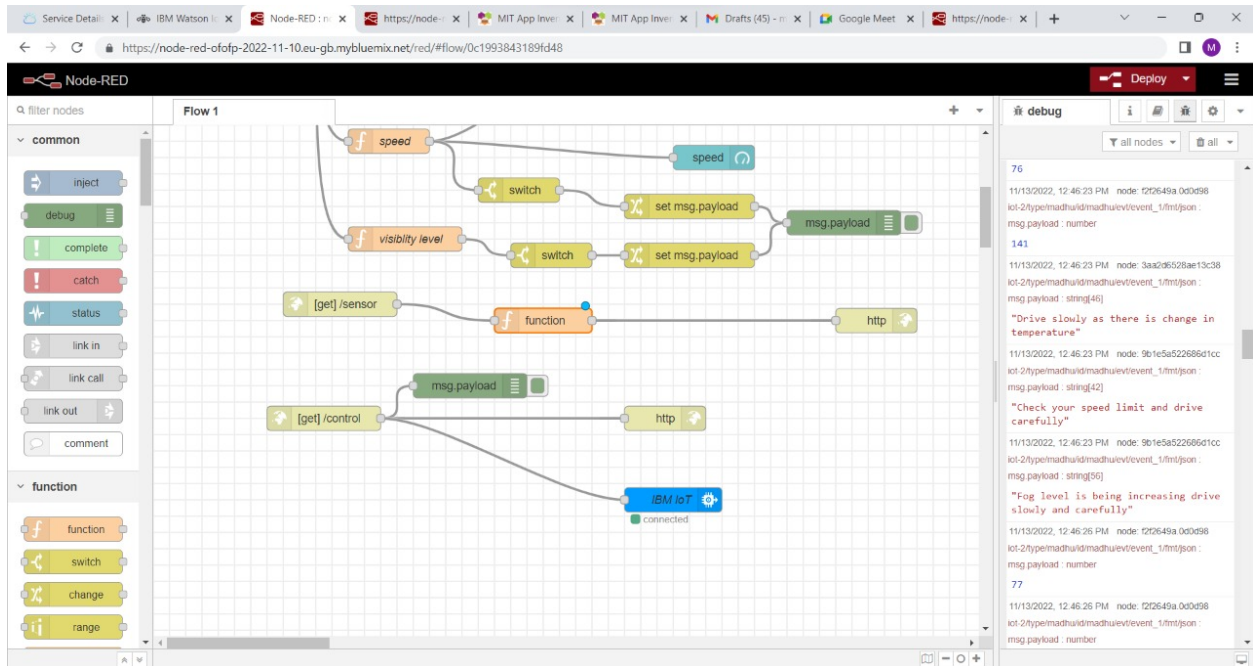 Service Detail
IBM Watson Io
Node-RED : n
https://node-r
MIT App Inver
MIT App Inver
Drafts (45) - m
Google Meet
https://node-r
https://node-red-ofofp-2022-11-10.eu-gb.mybluemix.net/red/#flow/0c1993843189fd48
M
Node-RED
Deploy
filter nodes
Flow 1
debug
i
all nodes
all
common
inject
debug
complete
catch
status
link in
link call
link out
comment
function
function
switch
change
range
speed
speed
switch
set msg.payload
msg.payload
visiblity level
switch
set msg.payload
[get] /sensor
function
http
msg.payload
[get] /control
http
IBM IoT
connected
76
11/13/2022, 12:46:23 PM node: f2f2649a.0d0d98
iot-2/type/madhu/id/madhu/evt/event_1/fmt/json :
msg.payload : number
141
11/13/2022, 12:46:23 PM node: 3aa2d6528ae13c38
iot-2/type/madhu/id/madhu/evt/event_1/fmt/json :
msg.payload : string[46]
"Drive slowly as there is change in
temperature"
11/13/2022, 12:46:23 PM node: 9b1e5a522686d1cc
iot-2/type/madhu/id/madhu/evt/event_1/fmt/json :
msg.payload : string[42]
"Check your speed limit and drive
carefully"
11/13/2022, 12:46:23 PM node: 9b1e5a522686d1cc
iot-2/type/madhu/id/madhu/evt/event_1/fmt/json :
msg.payload : string[56]
"Fog level is being increasing drive
slowly and carefully"
11/13/2022, 12:46:26 PM node: f2f2649a.0d0d98
iot-2/type/madhu/id/madhu/evt/event_1/fmt/json :
msg.payload : number
77
11/13/2022, 12:46:26 PM node: f2f2649a.0d0d98
iot-2/type/madhu/id/madhu/evt/event_1/fmt/json :
msg.payload : number